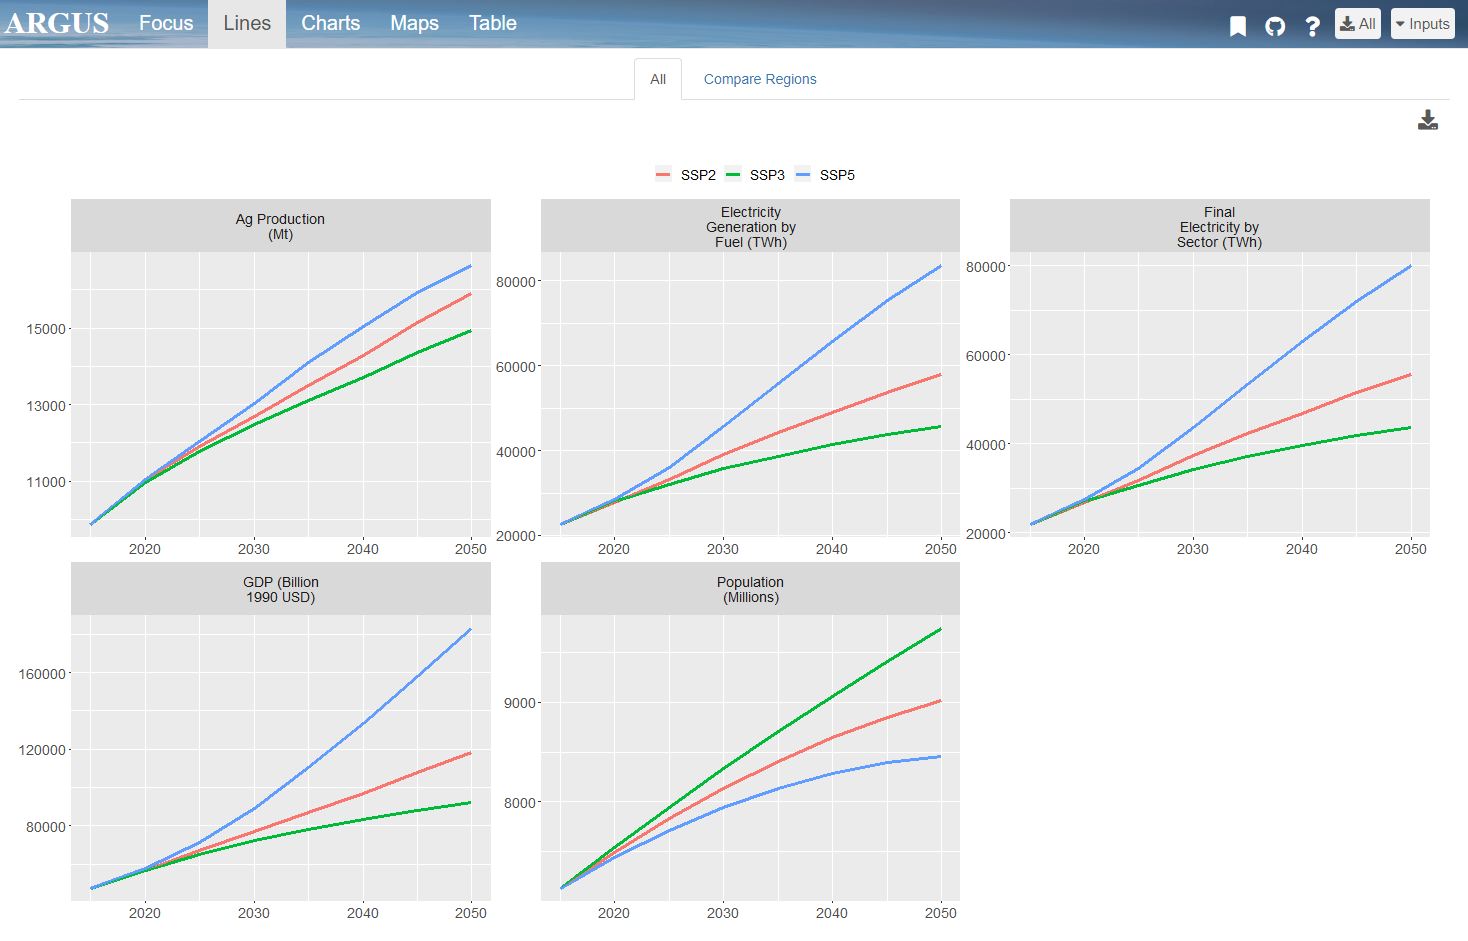 ARGUS Focus Lines Charts Maps Table All Inputs
All Compare Regions
SSP2 SSP3 SSP5
Ag Production
(Mt)
15000
13000
11000
2020 2030 2040 2050
Electricity
Generation by
Fuel (TWh)
80000
60000
40000
20000
2020 2030 2040 2050
Final
Electricity by
Sector (TWh)
80000
60000
40000
20000
2020 2030 2040 2050
GDP (Billion
1990 USD)
160000
120000
80000
2020 2030 2040 2050
Population
(Millions)
9000
8000
2020 2030 2040 2050